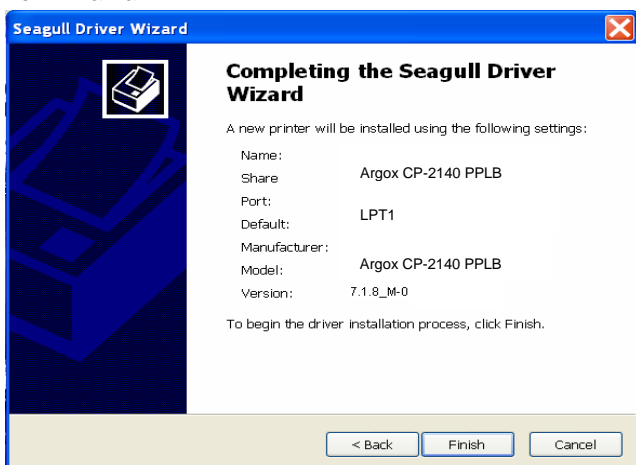 Seagull Driver Wizard
Completing the Seagull Driver
Wizard
A new printer will be installed using the following settings:
Name:
Share Argox CP-2140 PPLB
Port:
LPT1
Default:
Manufacturer:
Model: Argox CP-2140 PPLB
Version: 7.1.8_M-0
To begin the driver installation process, click Finish.
< Back Finish Cancel